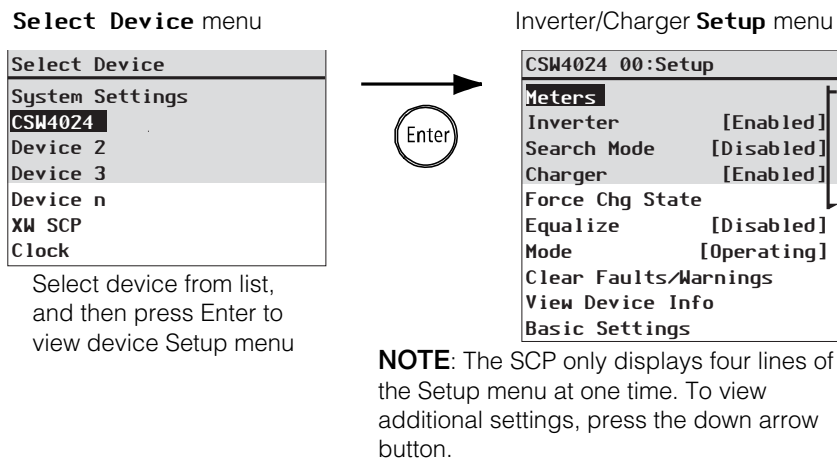 Select Device menu
Select Device
System Settings
CSW4024
Device 2
Device 3
Device n
XW SCP
Clock
Select device from list,
and then press Enter to
view device Setup menu
Enter
Inverter/Charger Setup menu
CSW4024 00:Setup
Meters
Inverter [Enabled]
Search Mode [Disabled]
Charger [Enabled]
Force Chg State
Equalize [Disabled]
Mode [Operating]
Clear Faults/Warnings
View Device Info
Basic Settings
NOTE: The SCP only displays four lines of
the Setup menu at one time. To view
additional settings, press the down arrow
button.